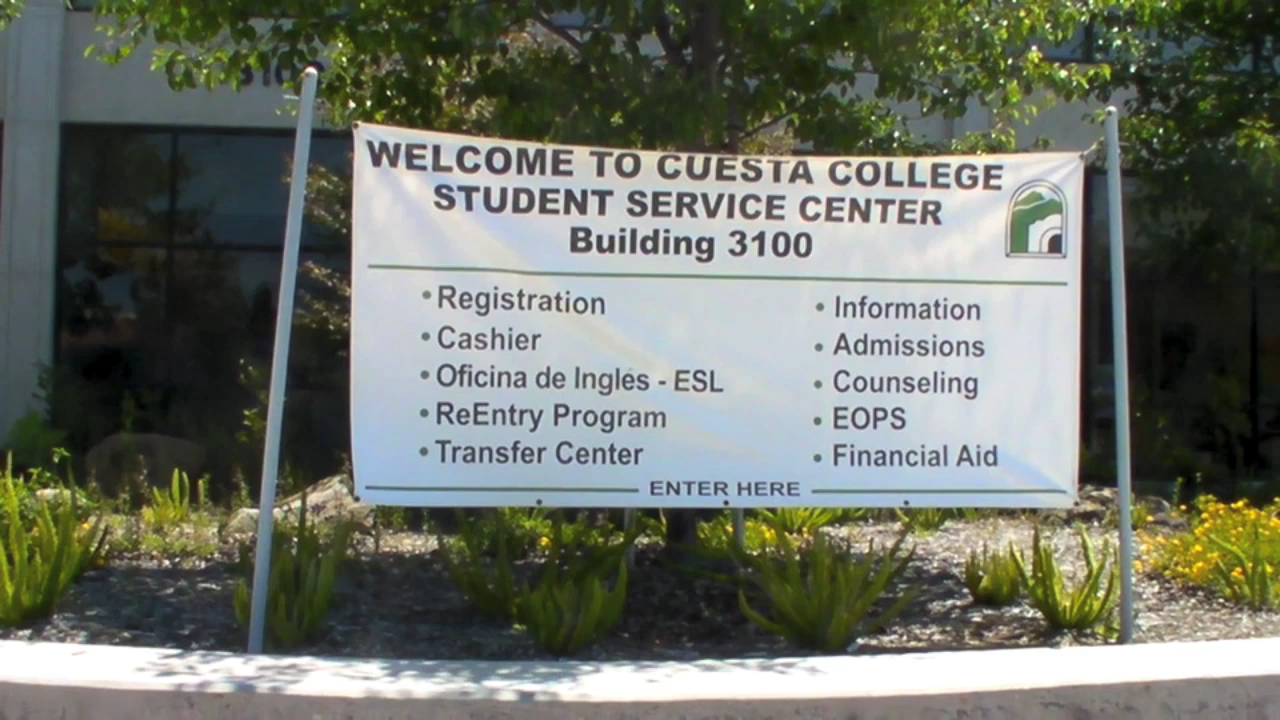 WELCOME TO CUESTA COLLEGE
STUDENT SERVICE CENTER
Building 3100
• Registration
• Cashier
• Oficina de Inglés - ESL
• ReEntry Program
• Transfer Center
• Information
• Admissions
• Counseling
• EOPS
• Financial Aid
ENTER HERE